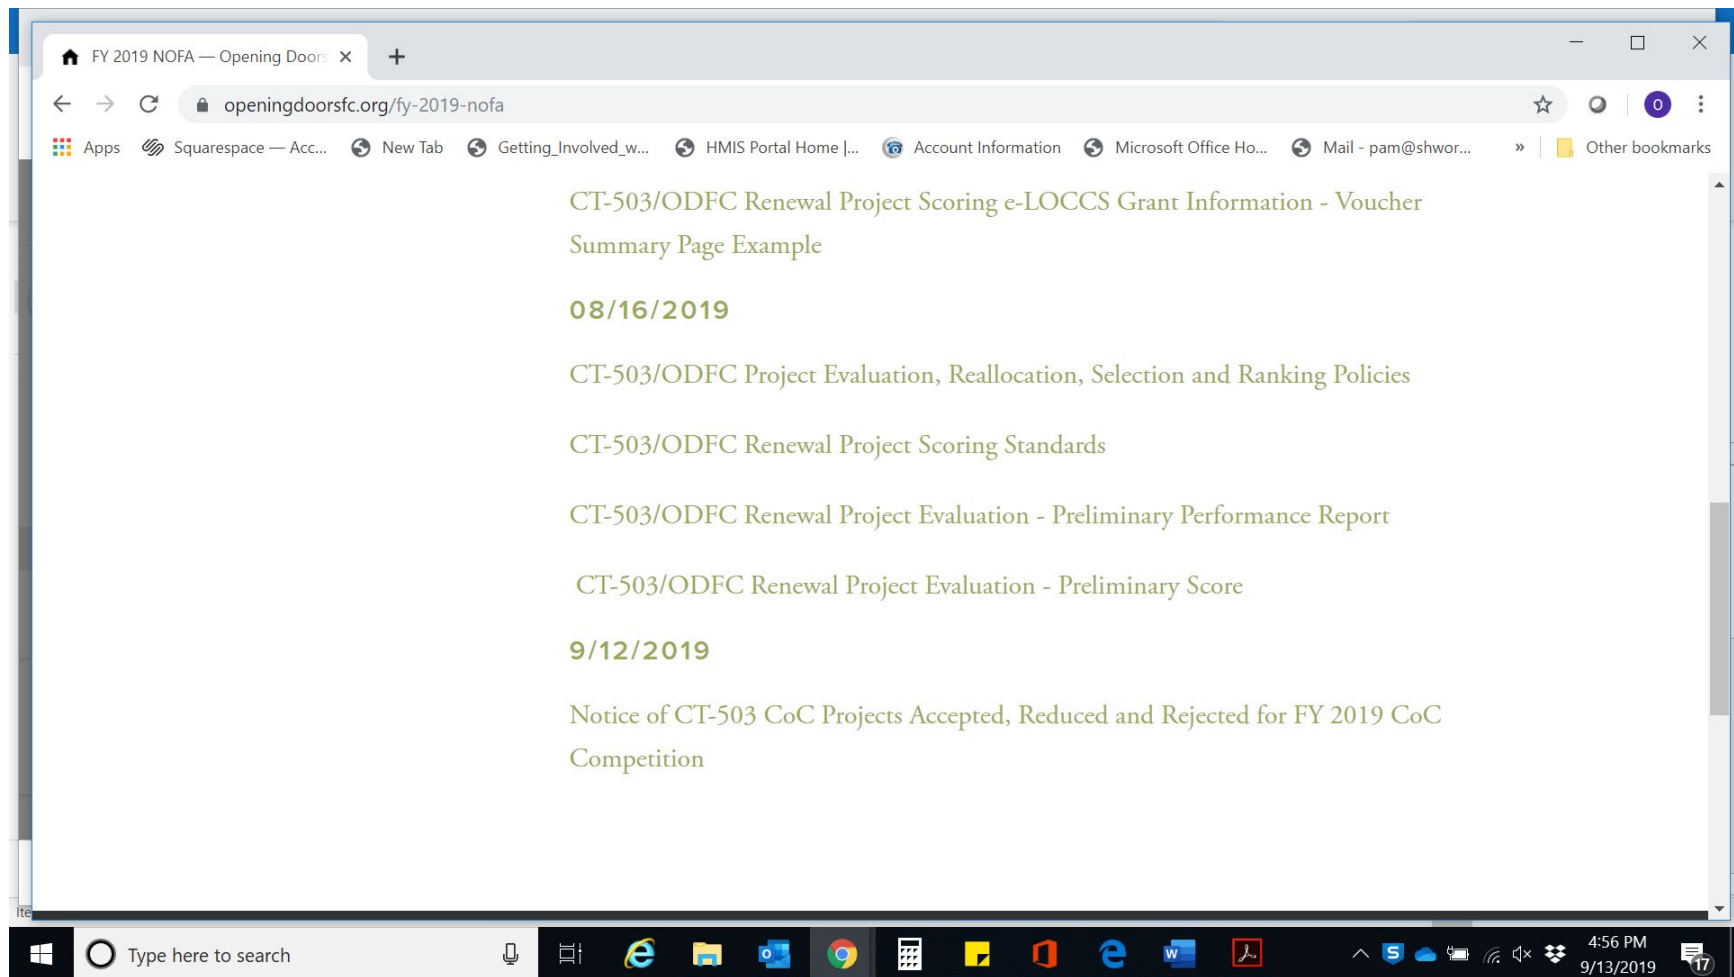 FY 2019 NOFA — Opening Doors
openingdoorsfc.org/fy-2019-nofa
O
Apps
Squarespace — Acc...
New Tab
Getting_Involved_w...
HMIS Portal Home |...
Account Information
Microsoft Office Ho...
Mail - pam@shwor...
»
Other bookmarks
CT-503/ODFC Renewal Project Scoring e-LOCCS Grant Information - Voucher
Summary Page Example
08/16/2019
CT-503/ODFC Project Evaluation, Reallocation, Selection and Ranking Policies
CT-503/ODFC Renewal Project Scoring Standards
CT-503/ODFC Renewal Project Evaluation - Preliminary Performance Report
CT-503/ODFC Renewal Project Evaluation - Preliminary Score
9/12/2019
Notice of CT-503 CoC Projects Accepted, Reduced and Rejected for FY 2019 CoC
Competition
Ite
Type here to search
4:56 PM
9/13/2019
17